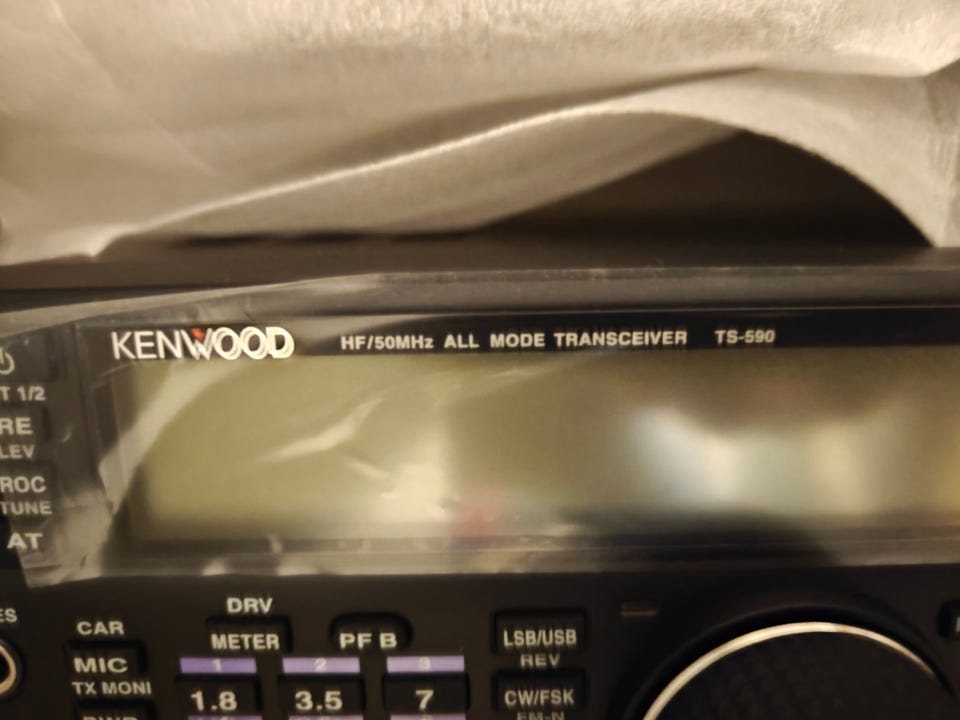 KENWOOD HF/50MHz ALL MODE TRANSCEIVER TS-590
T 1/2
RE
LEV
ROC
TUNE
AT
ES
DRV
CAR METER PF B LSB/USB
MIC 1 2 3 REV
TX MONI 1.8 3.5 7 CW/FSK